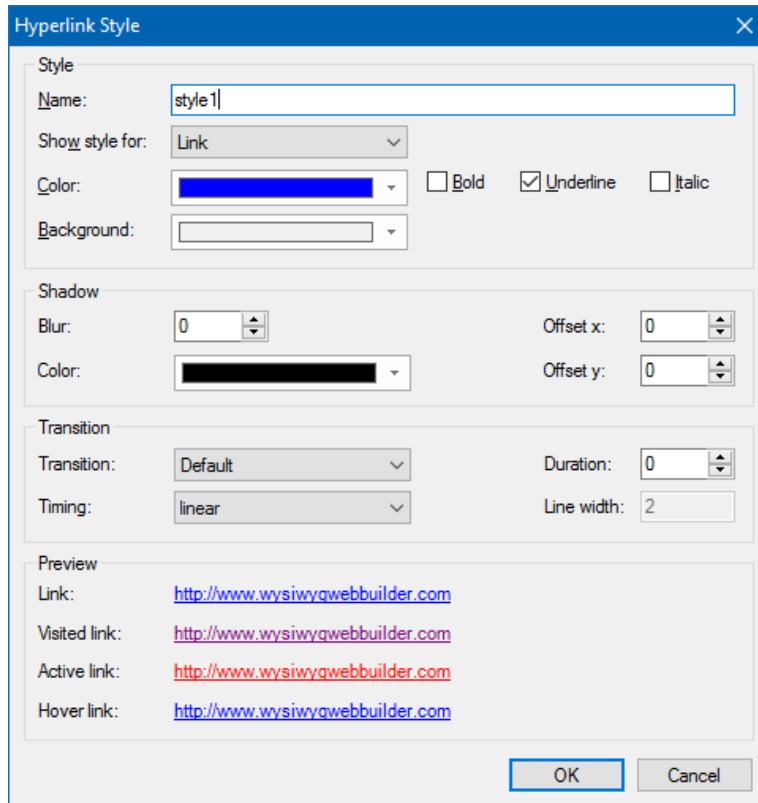 Hyperlink Style
Style
Name: style1
Show style for: Link
Color: Bold Underline Italic
Background:
Shadow
Blur: 0 Offset x: 0
Color: Offset y: 0
Transition
Transition: Default Duration: 0
Timing: linear Line width: 2
Preview
Link: http://www.wysiwygwebbuilder.com
Visited link: http://www.wysiwygwebbuilder.com
Active link: http://www.wysiwygwebbuilder.com
Hover link: http://www.wysiwygwebbuilder.com
OK Cancel